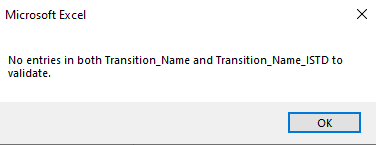 Microsoft Excel
No entries in both Transition_Name and Transition_Name_ISTD to
validate.
OK